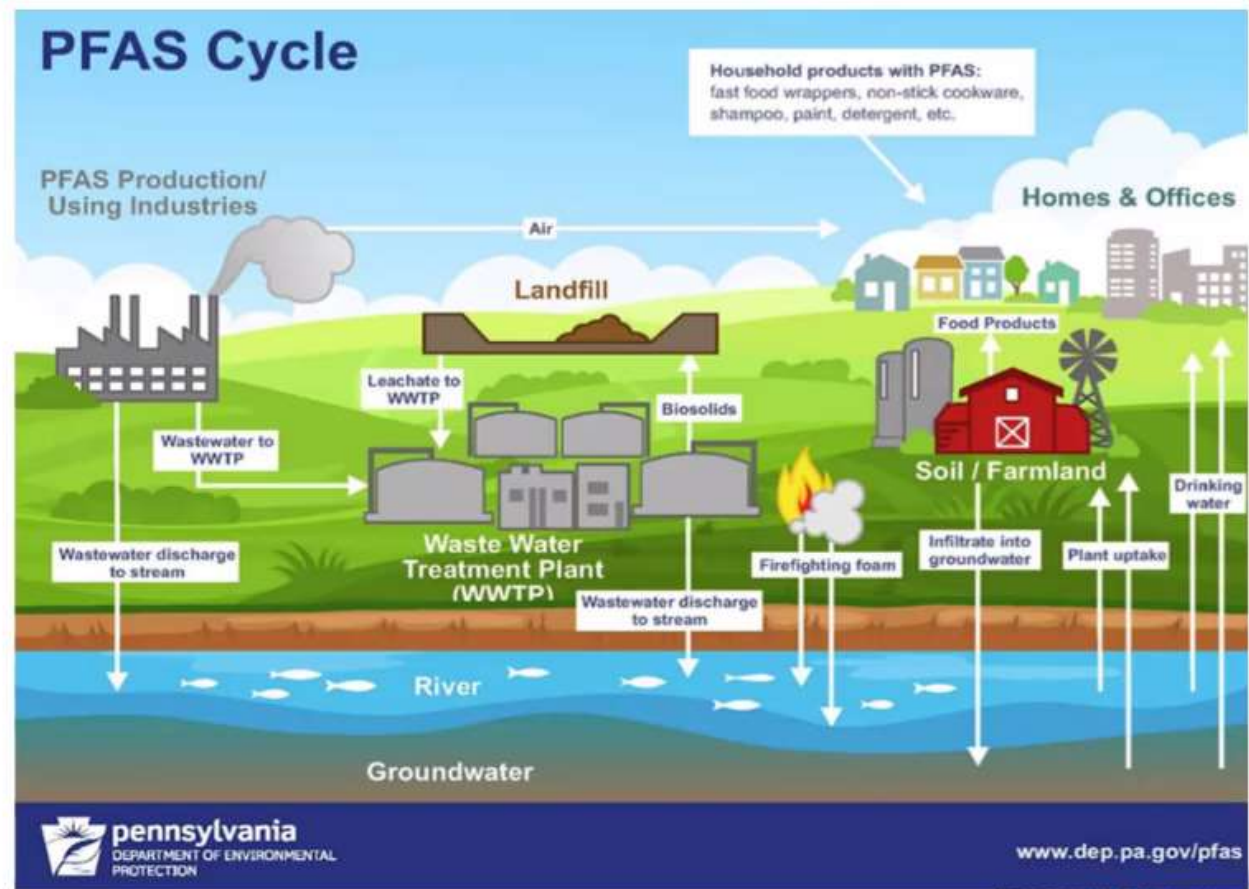 PFAS Cycle
Household products with PFAS:
fast food wrappers, non-stick cookware,
shampoo, paint, detergent, etc.
PFAS Production/
Using Industries
Homes & Offices
Air
Landfill
Food Products
Leachate to
WWTP
Biosolids
Wastewater to
WWTP
Soil / Farmland
Drinking
water
Waste Water
Treatment Plant
(WWTP)
Wastewater discharge
to stream
Firefighting foam
Infiltrate into
groundwater
Plant uptake
Wastewater discharge
to stream
River
Groundwater
pennsylvania
DEPARTMENT OF ENVIRONMENTAL
PROTECTION
www.dep.pa.gov/pfas